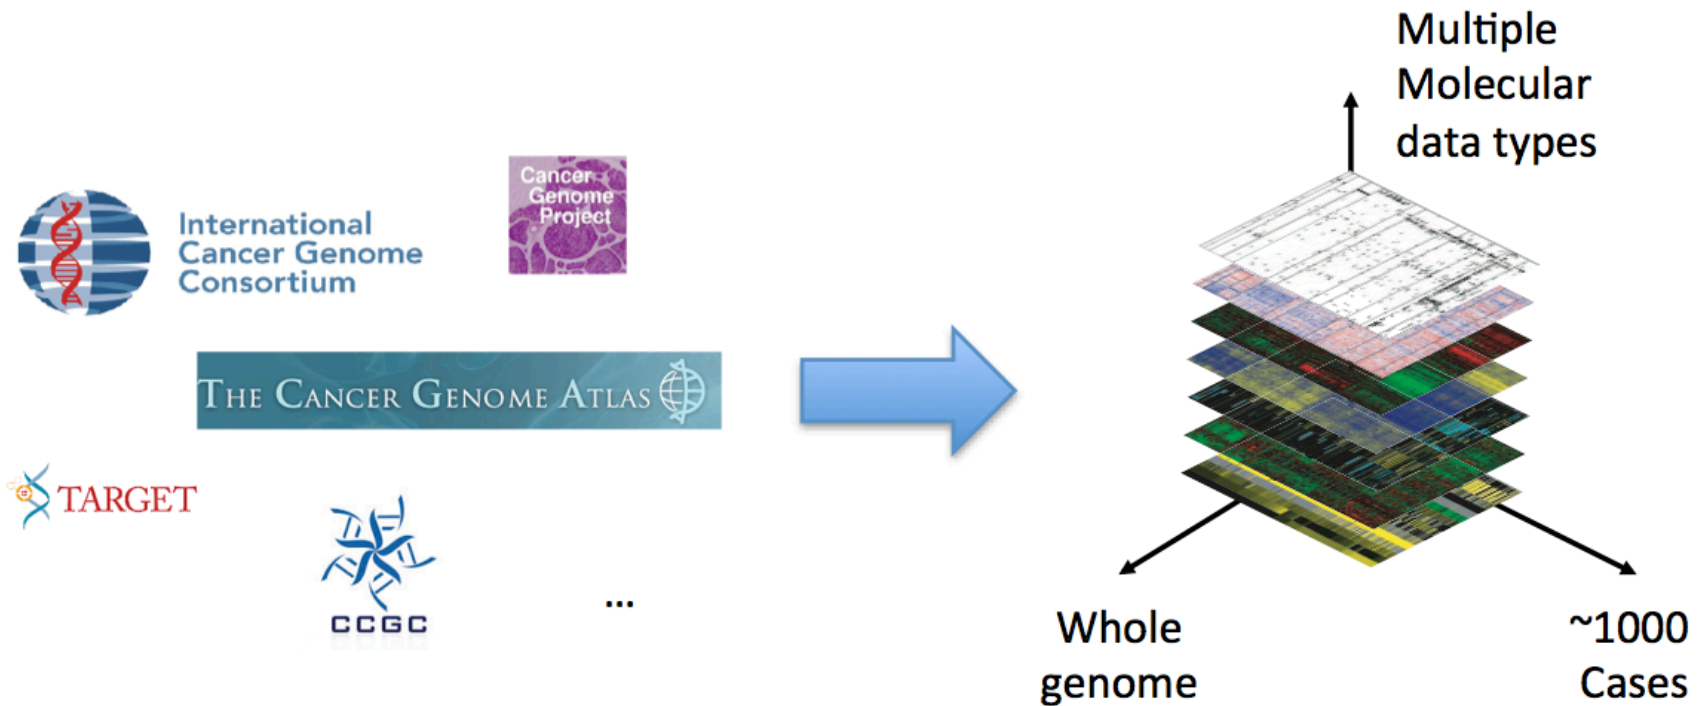 Multiple
Molecular
data types
Cancer
Genome
Project
International
Cancer Genome
Consortium
THE CANCER GENOME ATLAS
TARGET
CCGC
...
Whole
genome
~1000
Cases